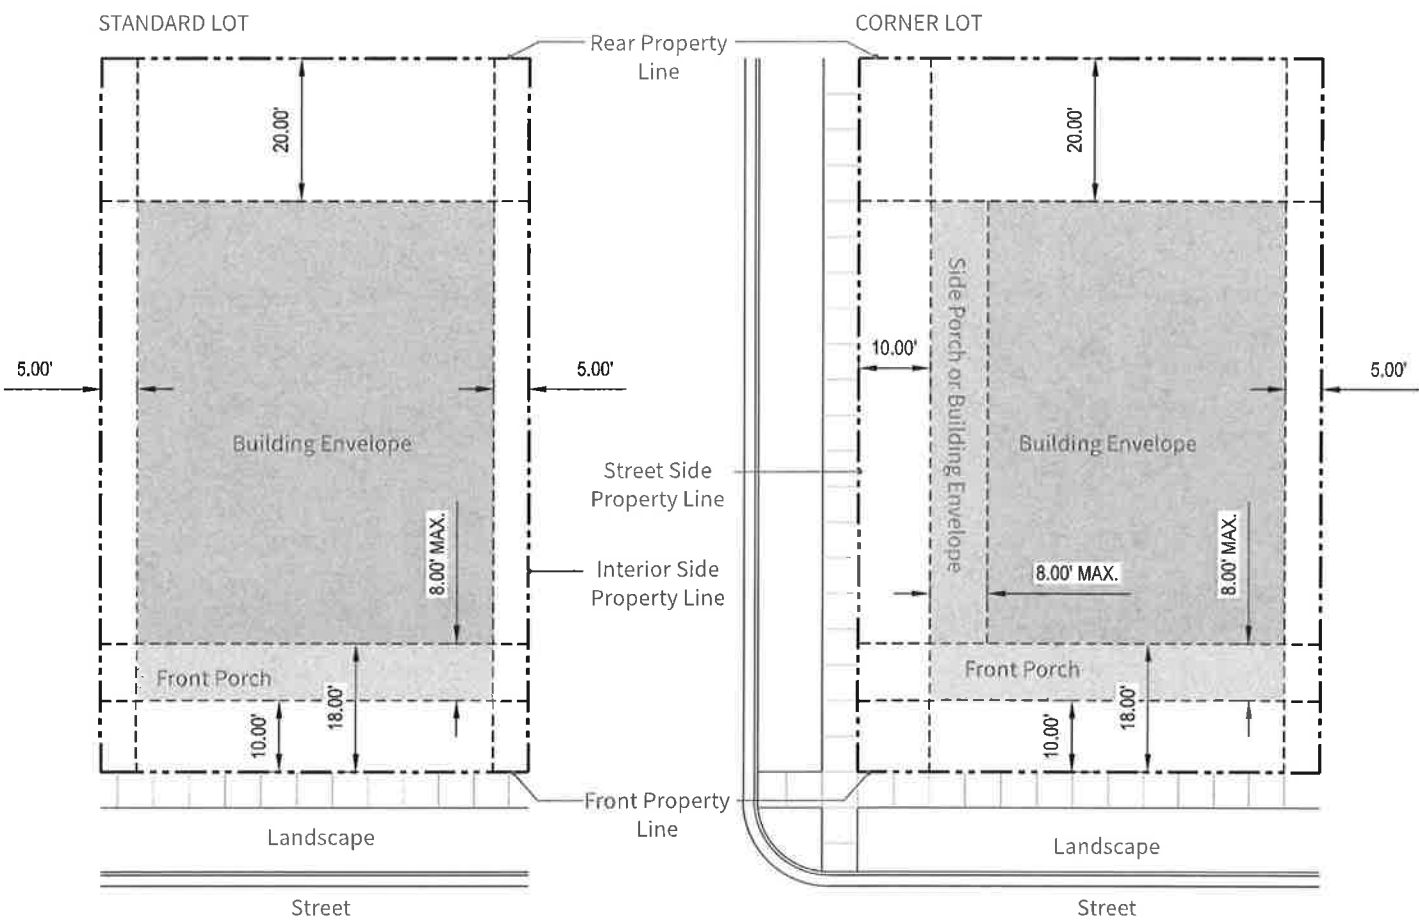 STANDARD LOT
CORNER LOT
Rear Property
Line
20.00'
20.00'
5.00'
5.00'
10.00'
5.00'
Building Envelope
Side Porch or Building Envelope
Building Envelope
Street Side
Property Line
Interior Side
Property Line
8.00' MAX.
8.00' MAX.
8.00' MAX.
Front Porch
Front Porch
18.00'
10.00'
18.00'
10.00'
Front Property
Line
Landscape
Landscape
Street
Street